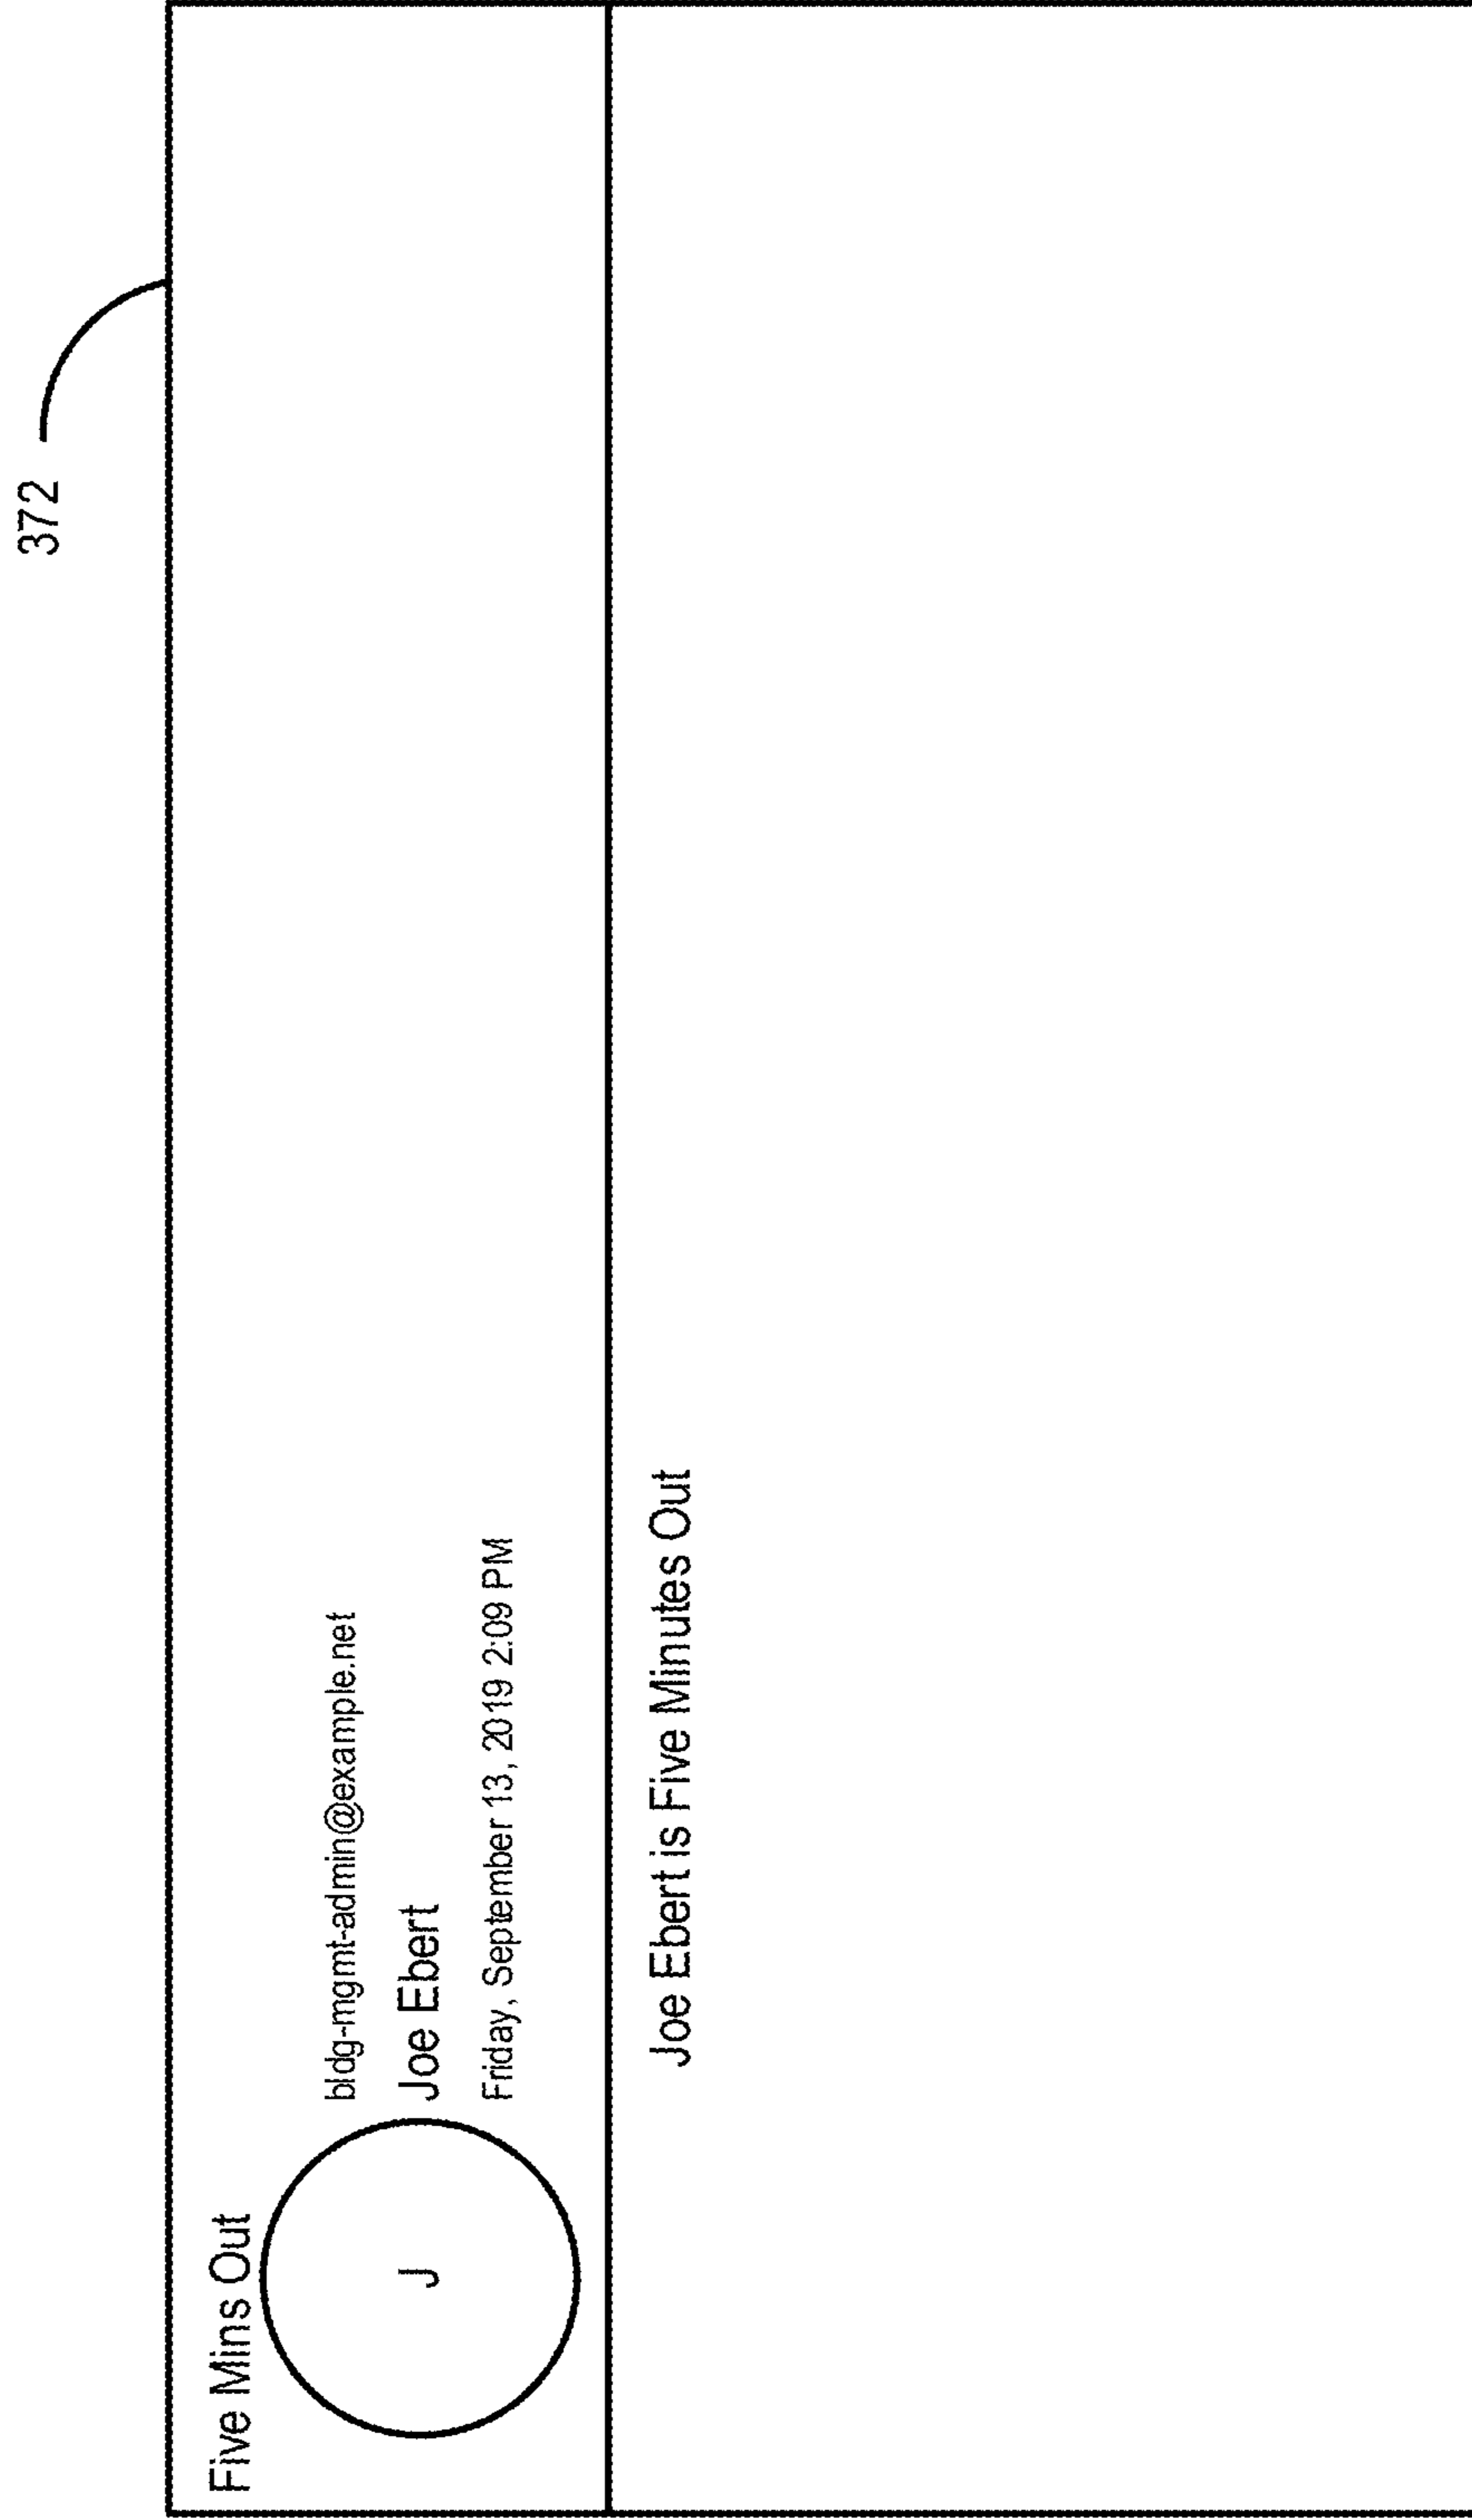 372
Five Mins Out
J
bldg-mgmt-admin@example.net
Joe Ebert
Friday, September 13, 2019 2:09 PM
Joe Ebert is Five Minutes Out